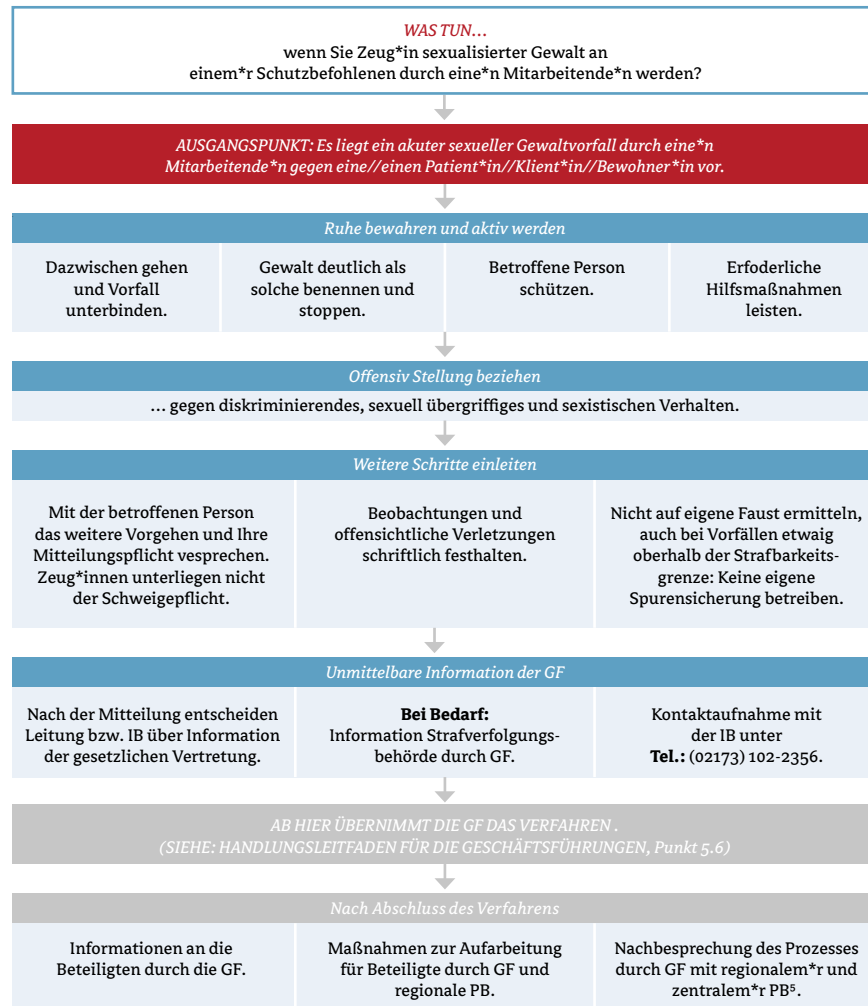 WAS TUN...
wenn Sie Zeug*in sexualisierter Gewalt an
einem*r Schutzbefohlenen durch eine*n Mitarbeitende*n werden?
AUSGANGSPUNKT: Es liegt ein akuter sexueller Gewaltvorfall durch eine*n
Mitarbeitende*n gegen eine//einen Patient*in//Klient*in//Bewohner*in vor.
Ruhe bewahren und aktiv werden
Dazwischen gehen
und Vorfall
unterbinden.
Gewalt deutlich als
solche benennen und
stoppen.
Betroffene Person
schützen.
Erfoderliche
Hilfsmaßnahmen
leisten.
Offensiv Stellung beziehen
... gegen diskriminierendes, sexuell übergriffiges und sexistischen Verhalten.
Weitere Schritte einleiten
Mit der betroffenen Person
das weitere Vorgehen und Ihre
Mitteilungspflicht vesprechen.
Zeug*innen unterliegen nicht
der Schweigepflicht.
Beobachtungen und
offensichtliche Verletzungen
schriftlich festhalten.
Nicht auf eigene Faust ermitteln,
auch bei Vorfällen etwaig
oberhalb der Strafbarkeits-
grenze: Keine eigene
Spurensicherung betreiben.
Unmittelbare Information der GF
Nach der Mitteilung entscheiden
Leitung bzw. IB über Information
der gesetzlichen Vertretung.
Bei Bedarf:
Information Strafverfolgungs-
behörde durch GF.
Kontaktaufnahme mit
der IB unter
Tel.: (02173) 102-2356.
AB HIER ÜBERNIMMT DIE GF DAS VERFAHREN .
(SIEHE: HANDLUNGSLEITFADEN FÜR DIE GESCHÄFTSFÜHRUNGEN, Punkt 5.6)
Nach Abschluss des Verfahrens
Informationen an die
Beteiligten durch die GF.
Maßnahmen zur Aufarbeitung
für Beteiligte durch GF und
regionale PB.
Nachbesprechung des Prozesses
durch GF mit regionalem*r und
zentralem*r PB⁵.